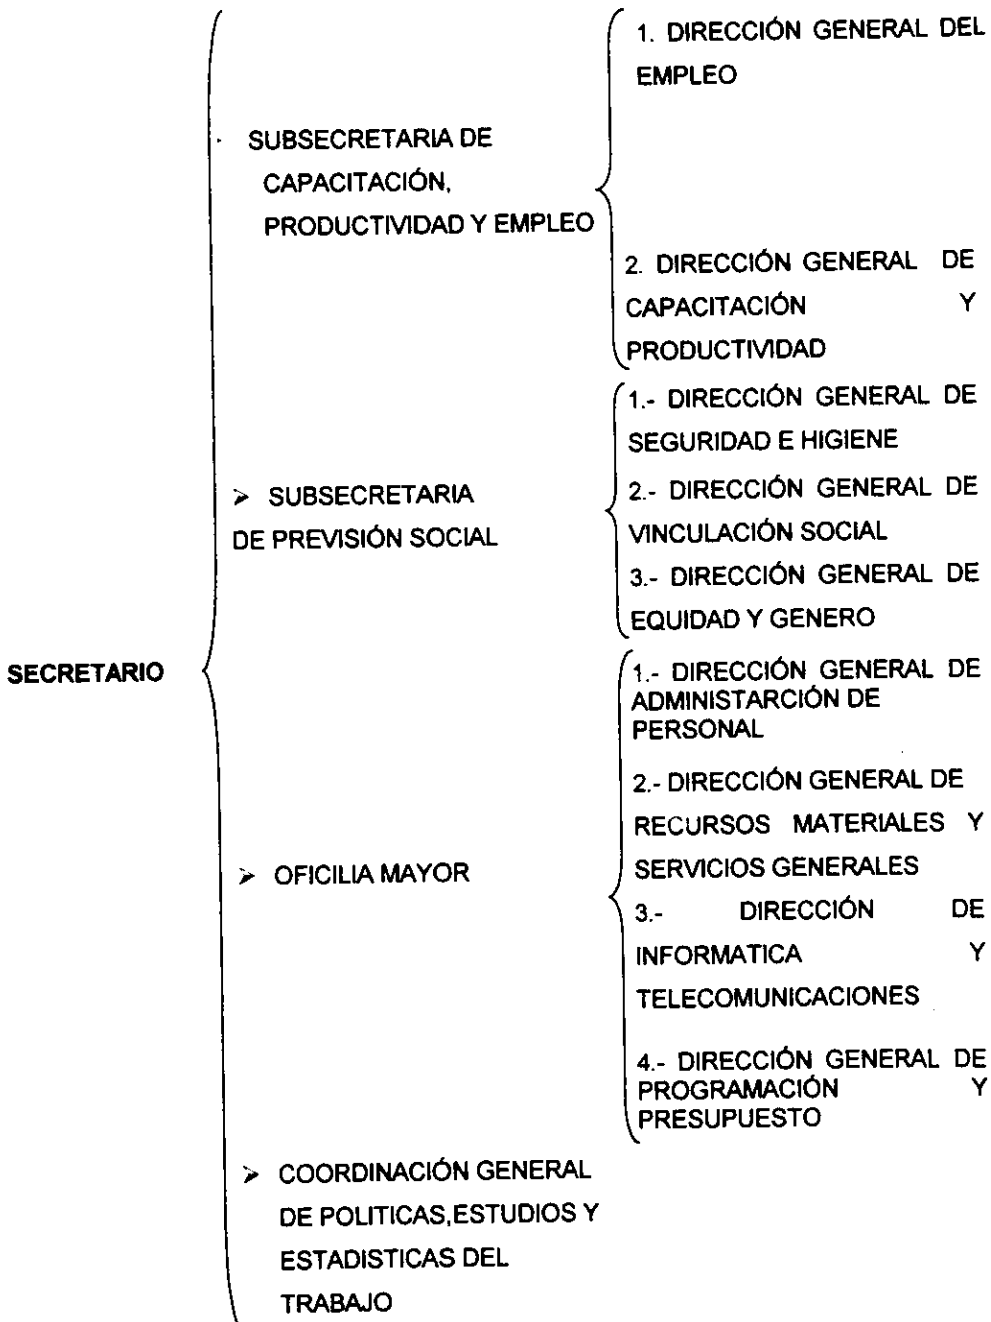 SECRETARIO
SUBSECRETARIA DE
CAPACITACIÓN,
PRODUCTIVIDAD Y EMPLEO
1. DIRECCIÓN GENERAL DEL
EMPLEO
2. DIRECCIÓN GENERAL DE
CAPACITACIÓN Y
PRODUCTIVIDAD
➢ SUBSECRETARIA
DE PREVISIÓN SOCIAL
1.- DIRECCIÓN GENERAL DE
SEGURIDAD E HIGIENE
2.- DIRECCIÓN GENERAL DE
VINCULACIÓN SOCIAL
3.- DIRECCIÓN GENERAL DE
EQUIDAD Y GENERO
➢ OFICILIA MAYOR
1.- DIRECCIÓN GENERAL DE
ADMINISTARCIÓN DE
PERSONAL
2.- DIRECCIÓN GENERAL DE
RECURSOS MATERIALES Y
SERVICIOS GENERALES
3.- DIRECCIÓN DE
INFORMATICA Y
TELECOMUNICACIONES
4.- DIRECCIÓN GENERAL DE
PROGRAMACIÓN Y
PRESUPUESTO
➢ COORDINACIÓN GENERAL
DE POLITICAS,ESTUDIOS Y
ESTADISTICAS DEL
TRABAJO